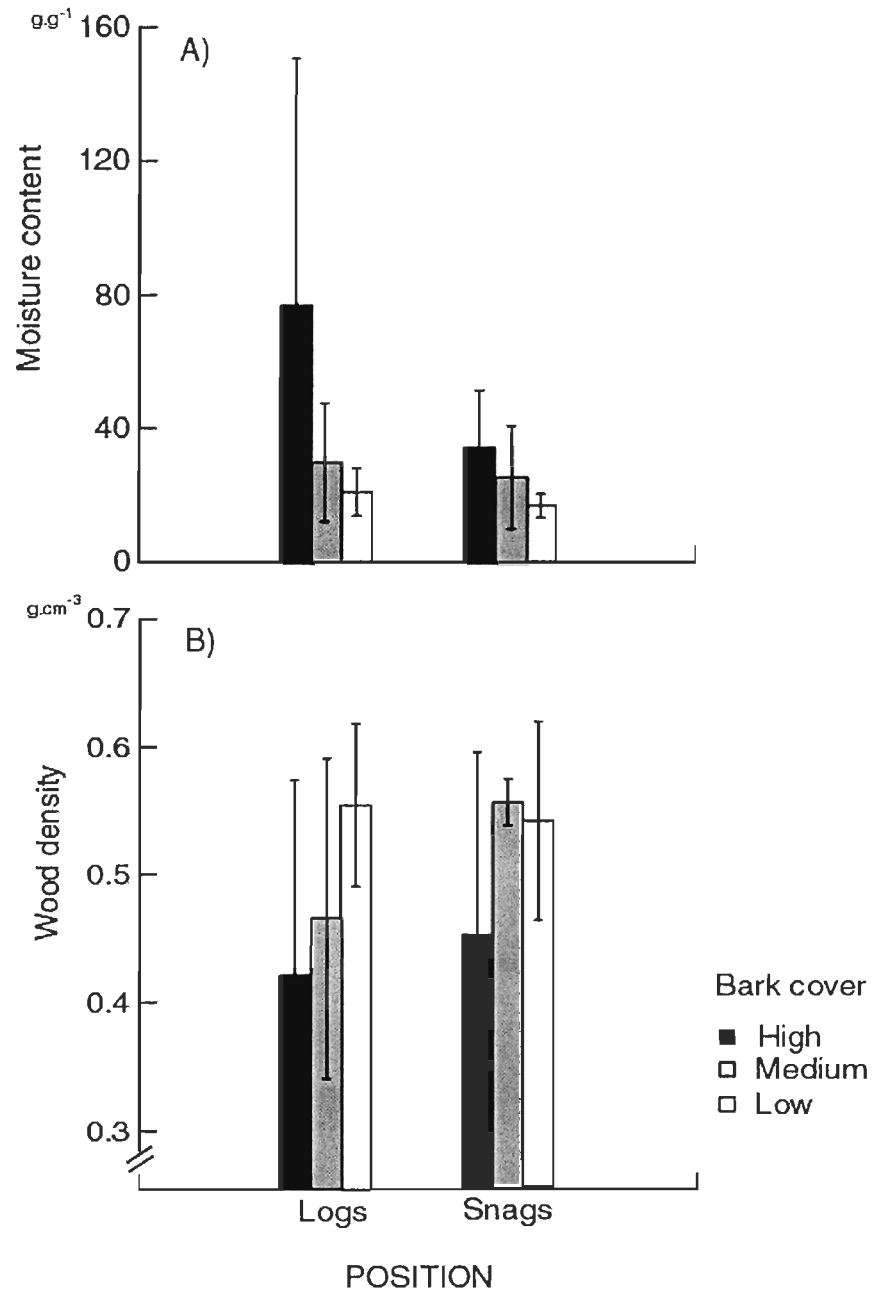 g.g-1 160
A)
120
80
40
0
Moisture content
g.cm-3 0.7
B)
0.6
0.5
0.4
0.3
Wood density
Bark cover
High
Medium
Low
Logs Snags
POSITION